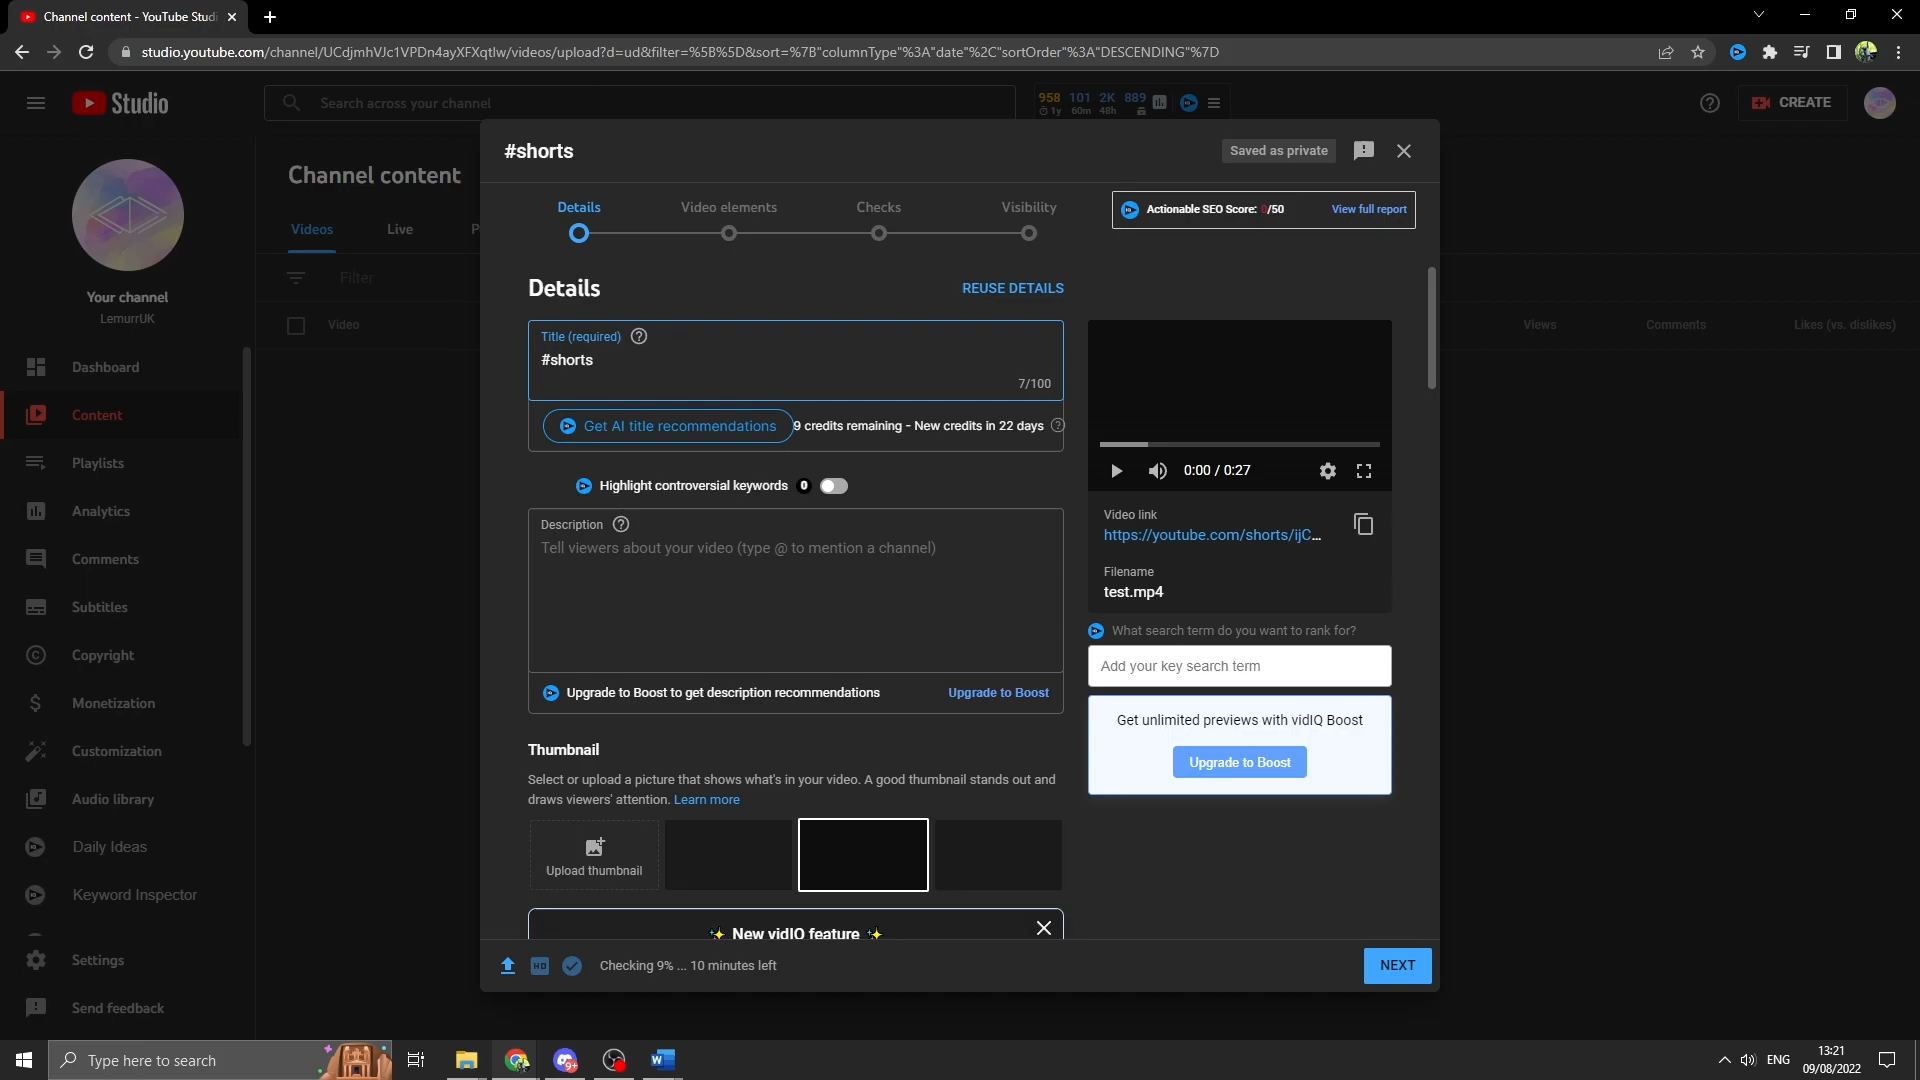 Channel content - YouTube Studi
studio.youtube.com/channel/UCdjmhVJc1VPDn4ayXFXqtIw/videos/upload?d=ud&filter=%5B%5D&sort=%7B"columnType"%3A"date"%2C"sortOrder"%3A"DESCENDING"%7D
Studio
Search across your channel
958 101 2K 889
1y 60m 48h
CREATE
#shorts
Saved as private
Channel content
Details
Video elements
Checks
Visibility
Actionable SEO Score: 0/50
View full report
Videos
Live
P
Details
REUSE DETAILS
Filter
Your channel
LemurrUK
Video
Views
Comments
Likes (vs. dislikes)
Title (required)
#shorts
7/100
Get AI title recommendations
9 credits remaining - New credits in 22 days
Highlight controversial keywords 0
0:00 / 0:27
Description
Tell viewers about your video (type @ to mention a channel)
Video link
https://youtube.com/shorts/ijC...
Filename
test.mp4
What search term do you want to rank for?
Add your key search term
Upgrade to Boost to get description recommendations
Upgrade to Boost
Get unlimited previews with vidIQ Boost
Upgrade to Boost
Thumbnail
Select or upload a picture that shows what's in your video. A good thumbnail stands out and
draws viewers' attention. Learn more
Upload thumbnail
New vidIQ feature
HD
Checking 9% ... 10 minutes left
NEXT
Dashboard
Content
Playlists
Analytics
Comments
Subtitles
Copyright
Monetization
Customization
Audio library
Daily Ideas
Keyword Inspector
Settings
Send feedback
Type here to search
9+
W
ENG
13:21
09/08/2022